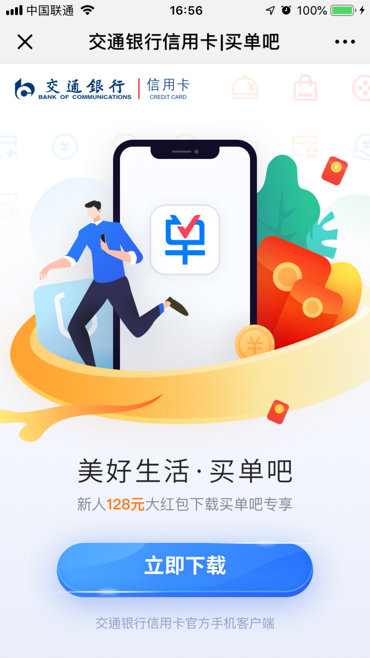 中国联通
16:56
100%
交通银行信用卡|买单吧
交通銀行 信用卡
BANK OF COMMUNICATIONS CREDIT CARD
单
¥
美好生活·买单吧
新人128元大红包下载买单吧专享
立即下载
交通银行信用卡官方手机客户端